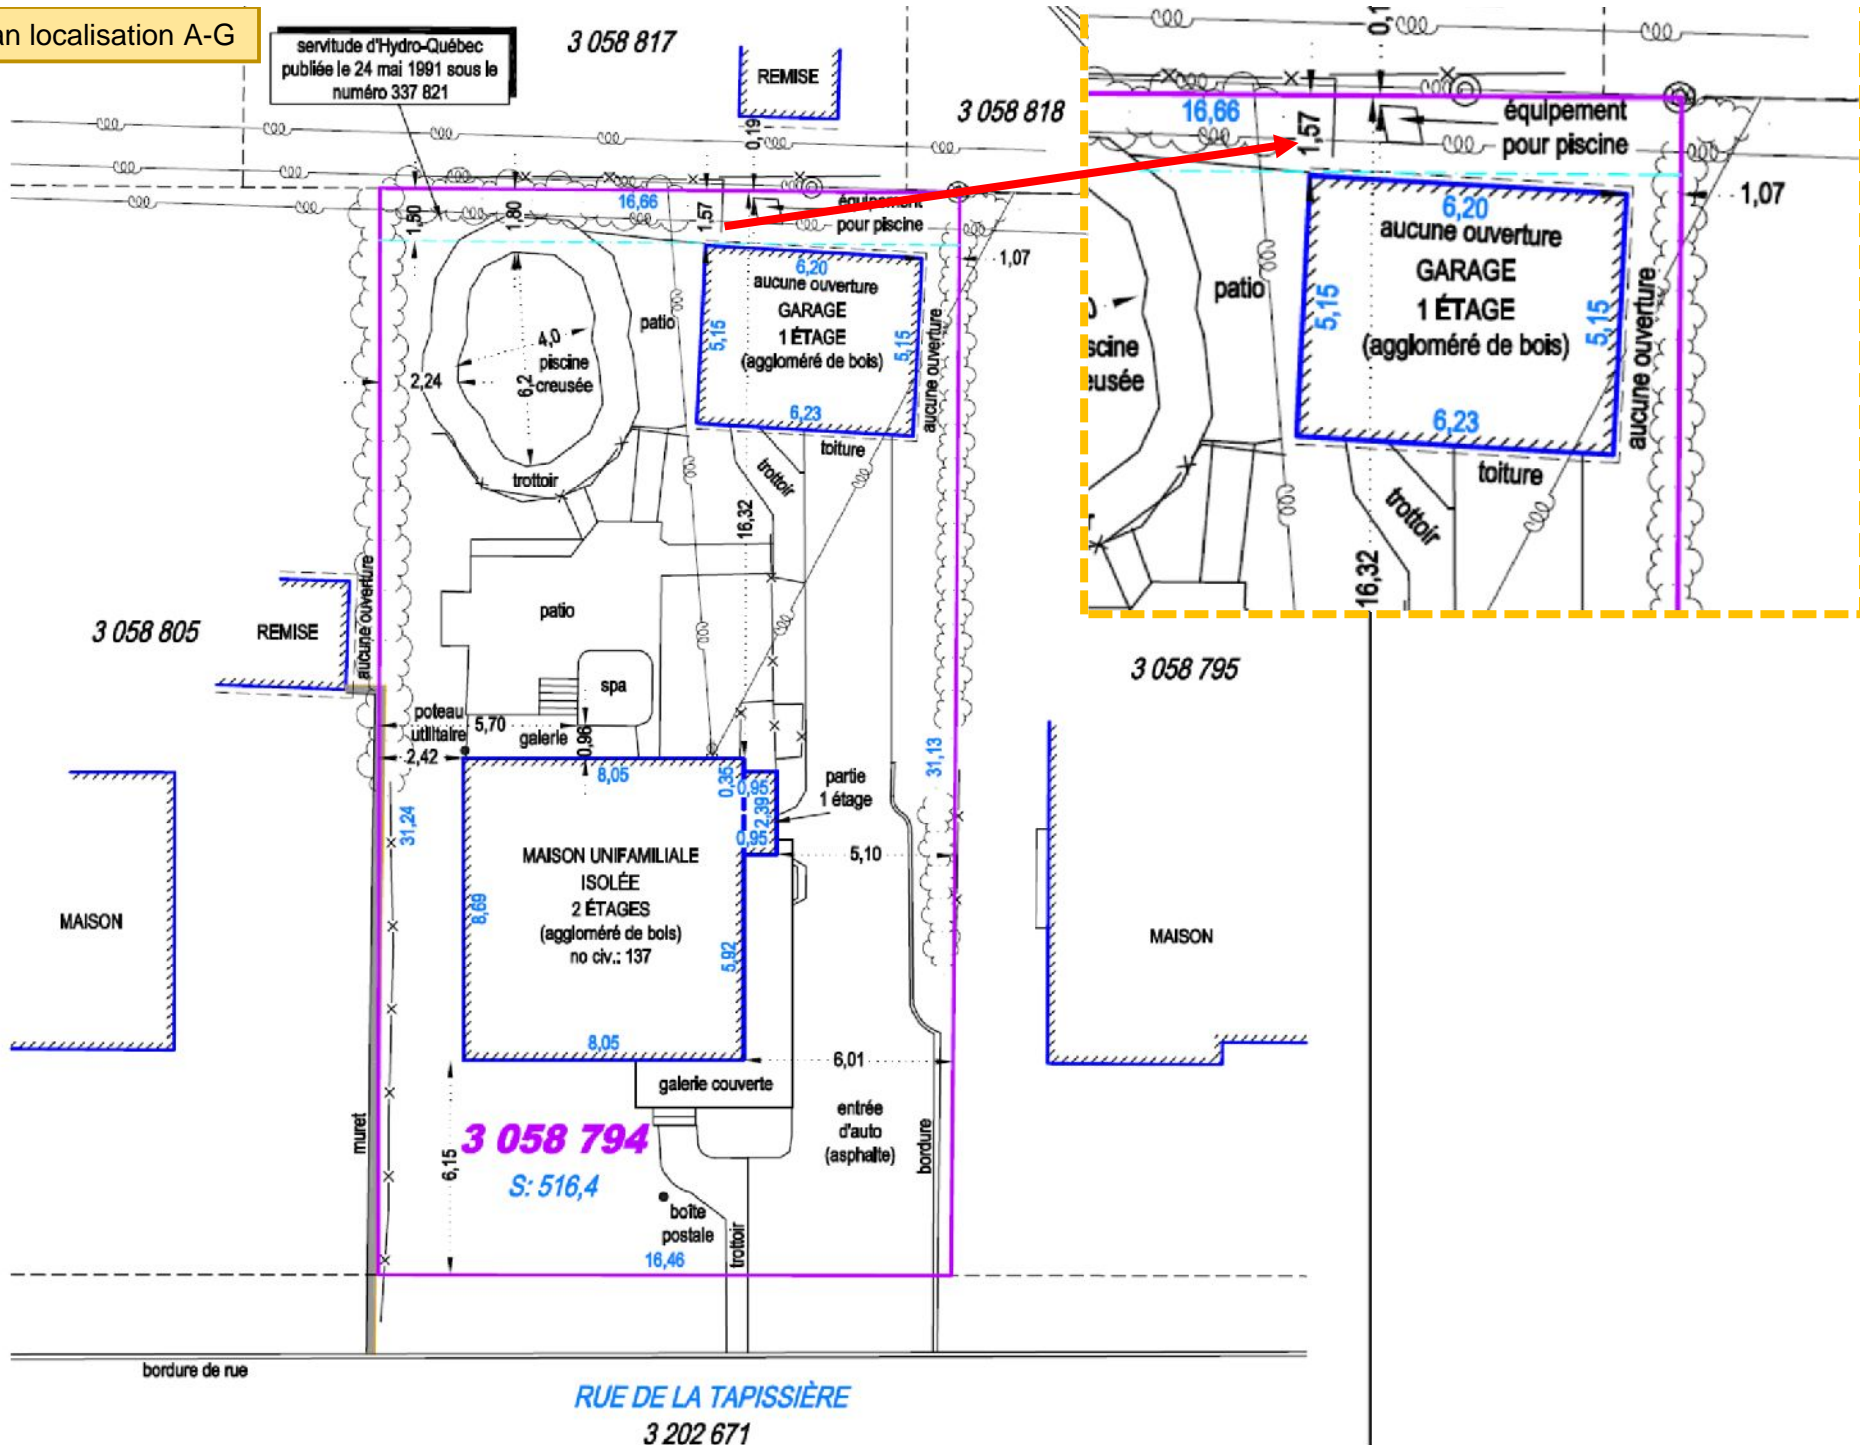 an localisation A-G
servitude d'Hydro-Québec
publiée le 24 mai 1991 sous le
numéro 337 821
3 058 817
REMISE
3 058 818
0,19
1,50
1,80
16,66
1,57
équipement
pour piscine
1,07
6,20
aucune ouverture
GARAGE
1 ÉTAGE
(aggloméré de bois)
5,15
5,15
6,23
aucune ouverture
toiture
patio
4,0
piscine
creusée
6,2
2,24
trottoir
trottoir
16,32
aucune ouverture
3 058 805
REMISE
patio
spa
poteau
utilitaire
5,70
galerie
0,96
2,42
8,05
0,35
0,95
2,39
0,95
partie
1 étage
31,13
31,24
5,10
MAISON UNIFAMILIALE
ISOLÉE
2 ÉTAGES
(aggloméré de bois)
no civ.: 137
8,69
5,92
8,05
6,01
MAISON
galerie couverte
entrée
d'auto
(asphalte)
bordure
muret
3 058 794
S: 516,4
6,15
boîte
postale
trottoir
16,46
bordure de rue
RUE DE LA TAPISSIÈRE
3 202 671
3 058 795
MAISON
16,66
1,57
équipement
pour piscine
1,07
6,20
aucune ouverture
GARAGE
1 ÉTAGE
(aggloméré de bois)
5,15
5,15
6,23
aucune ouverture
toiture
patio
scine
eusée
trottoir
16,32